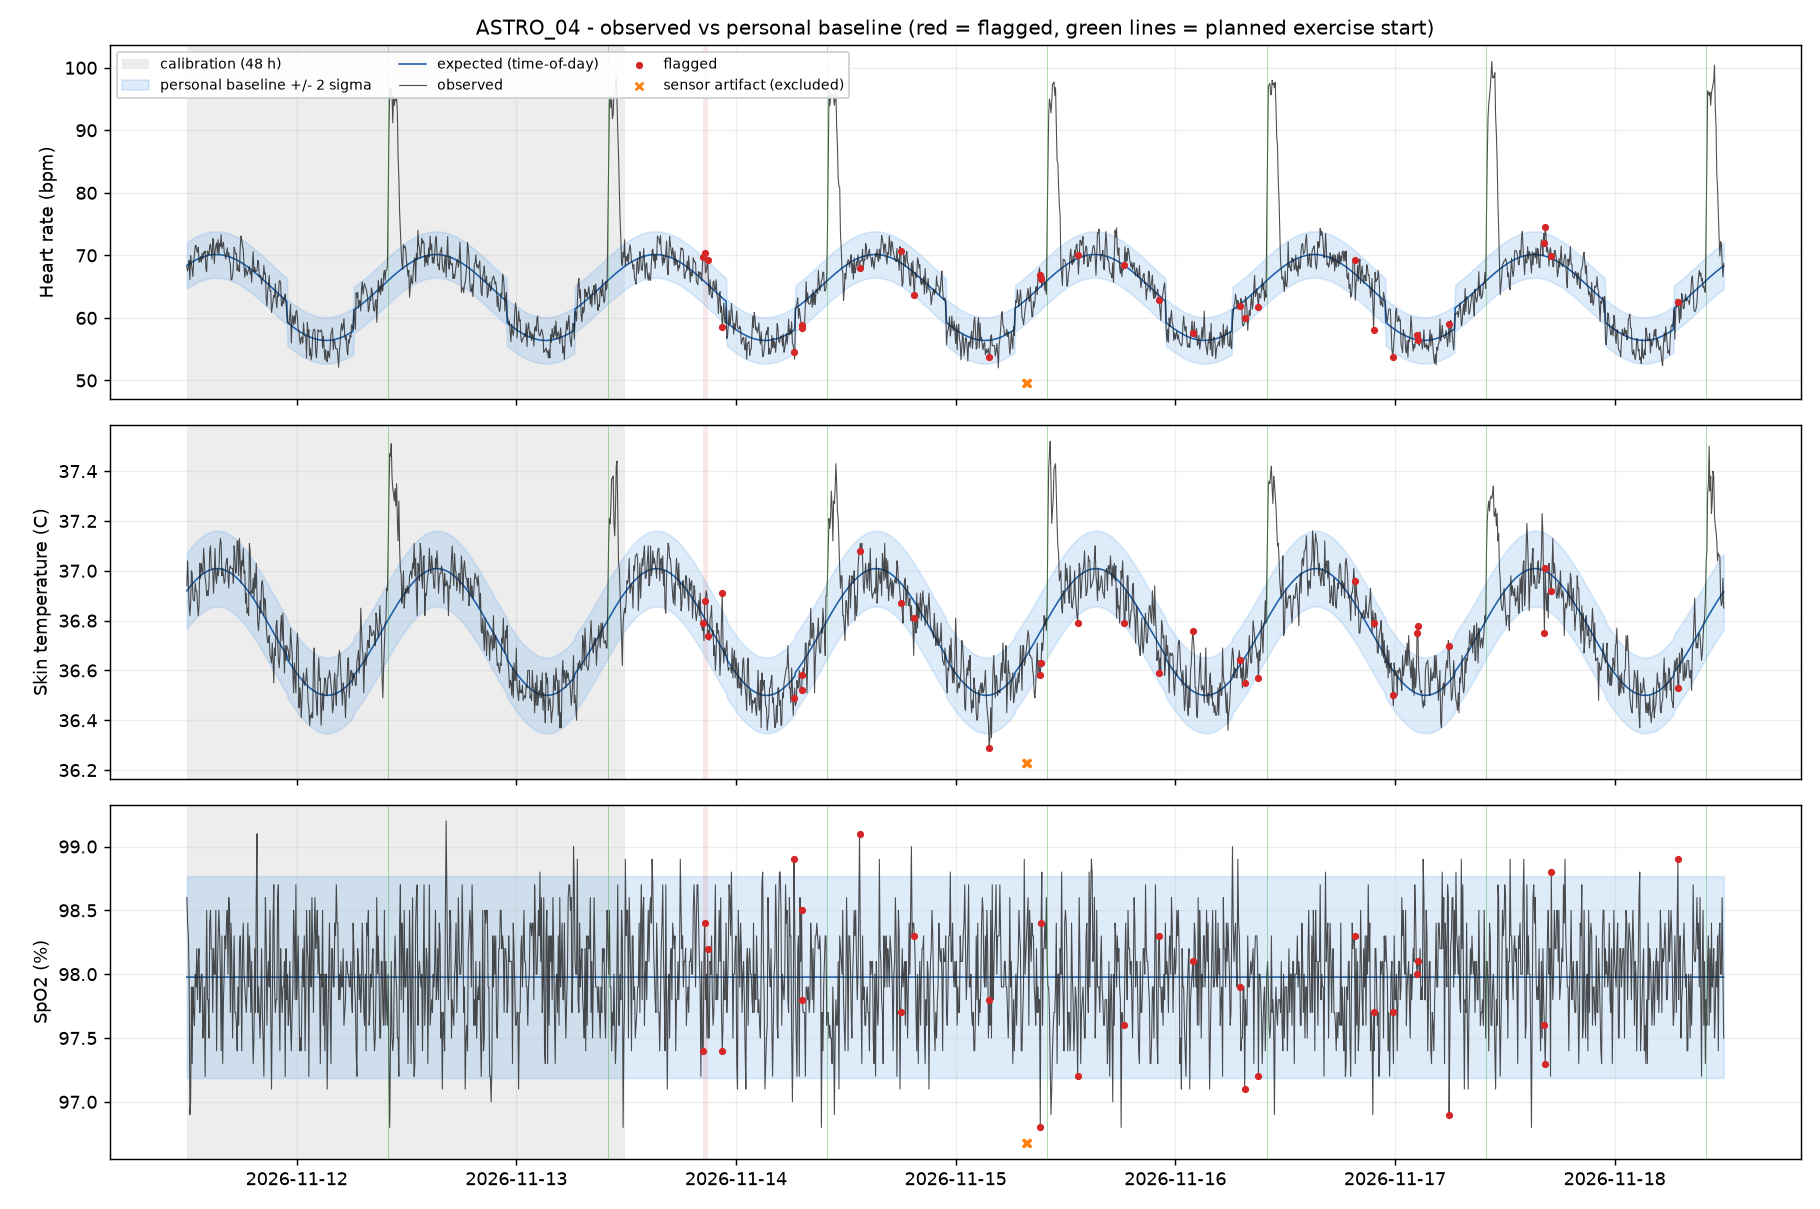 ASTRO_04 - observed vs personal baseline (red = flagged, green lines = planned exercise start)
calibration (48 h)
personal baseline +/- 2 sigma
expected (time-of-day)
observed
flagged
sensor artifact (excluded)
Heart rate (bpm)
100
90
80
70
60
50
Skin temperature (C)
37.4
37.2
37.0
36.8
36.6
36.4
36.2
SpO2 (%)
99.0
98.5
98.0
97.5
97.0
2026-11-12
2026-11-13
2026-11-14
2026-11-15
2026-11-16
2026-11-17
2026-11-18